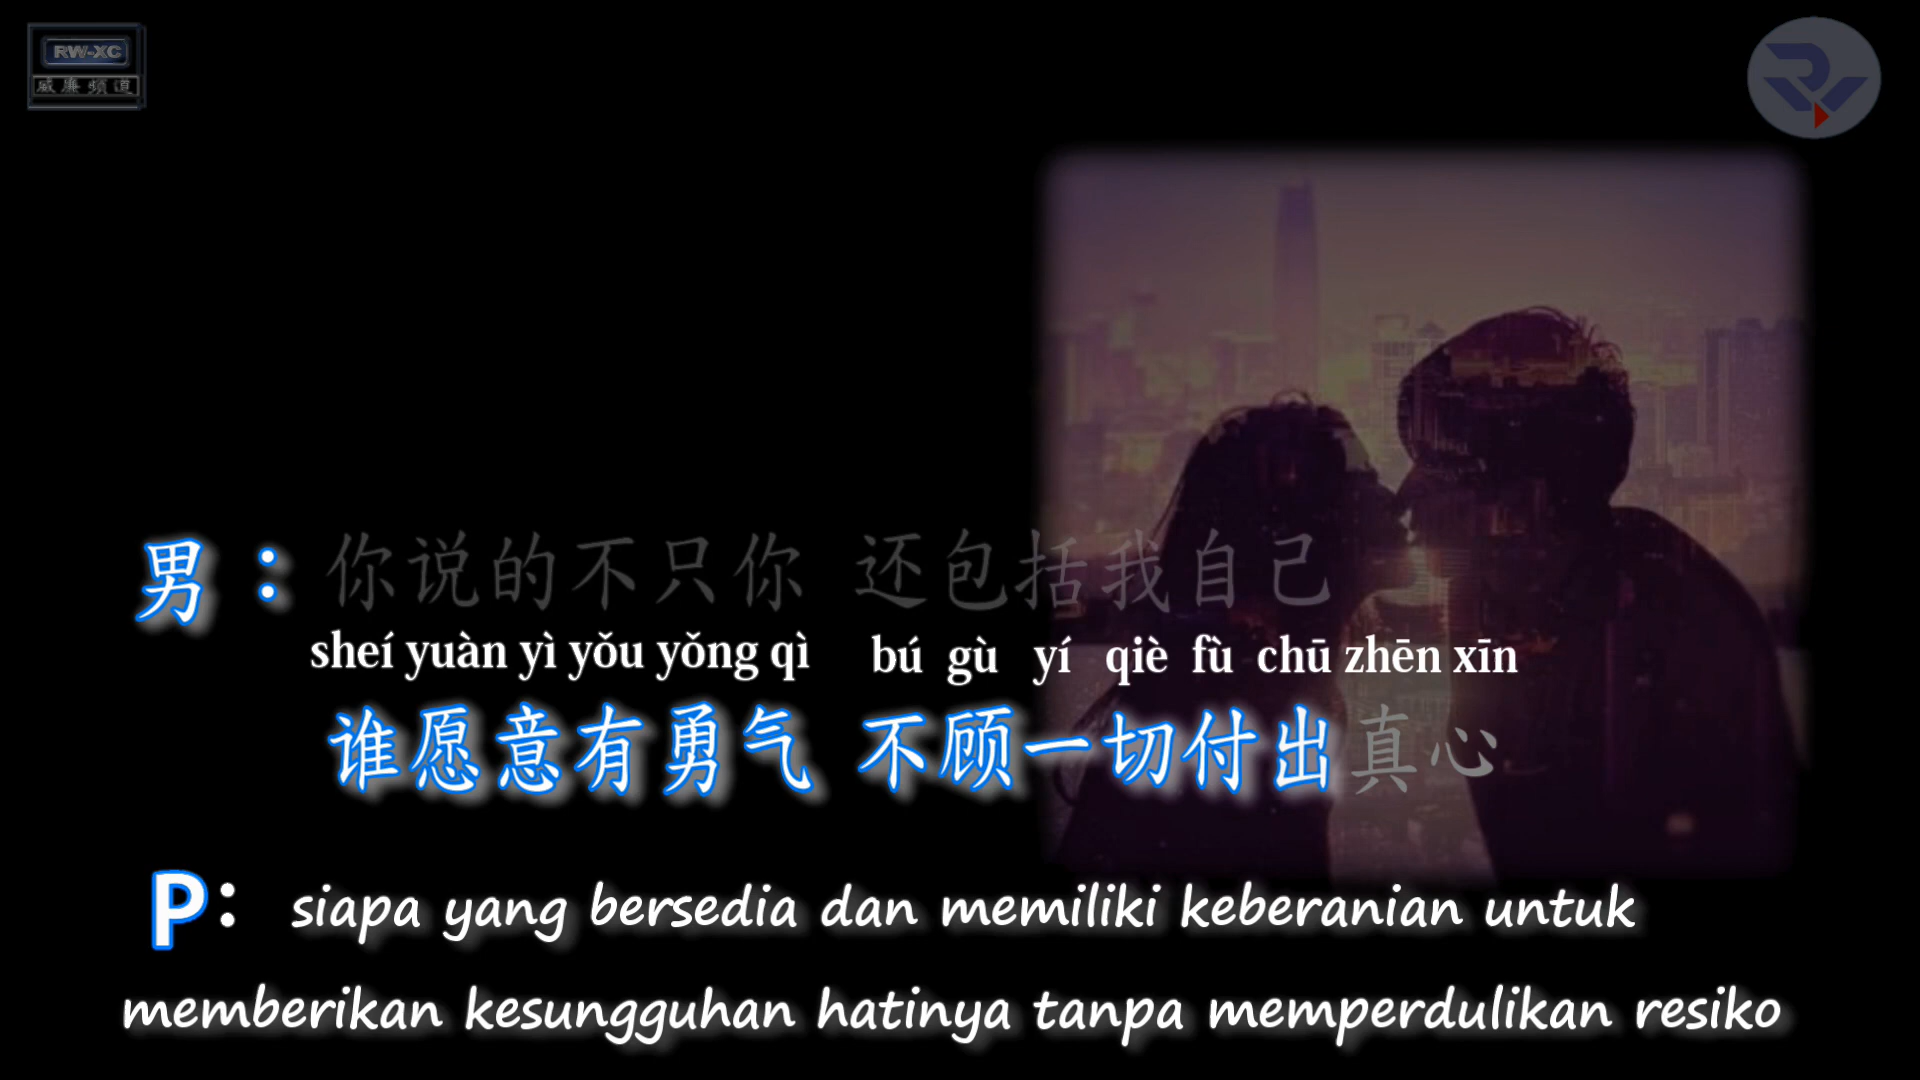 RW-XC
威廉頻道
男：你说的不只你 还包括我自己
sheí yuàn yì yǒu yǒng qì bú gù yí qiè fù chū zhēn xīn
谁愿意有勇气 不顾一切付出真心
P: siapa yang bersedia dan memiliki keberanian untuk
memberikan kesungguhan hatinya tanpa memperdulikan resiko